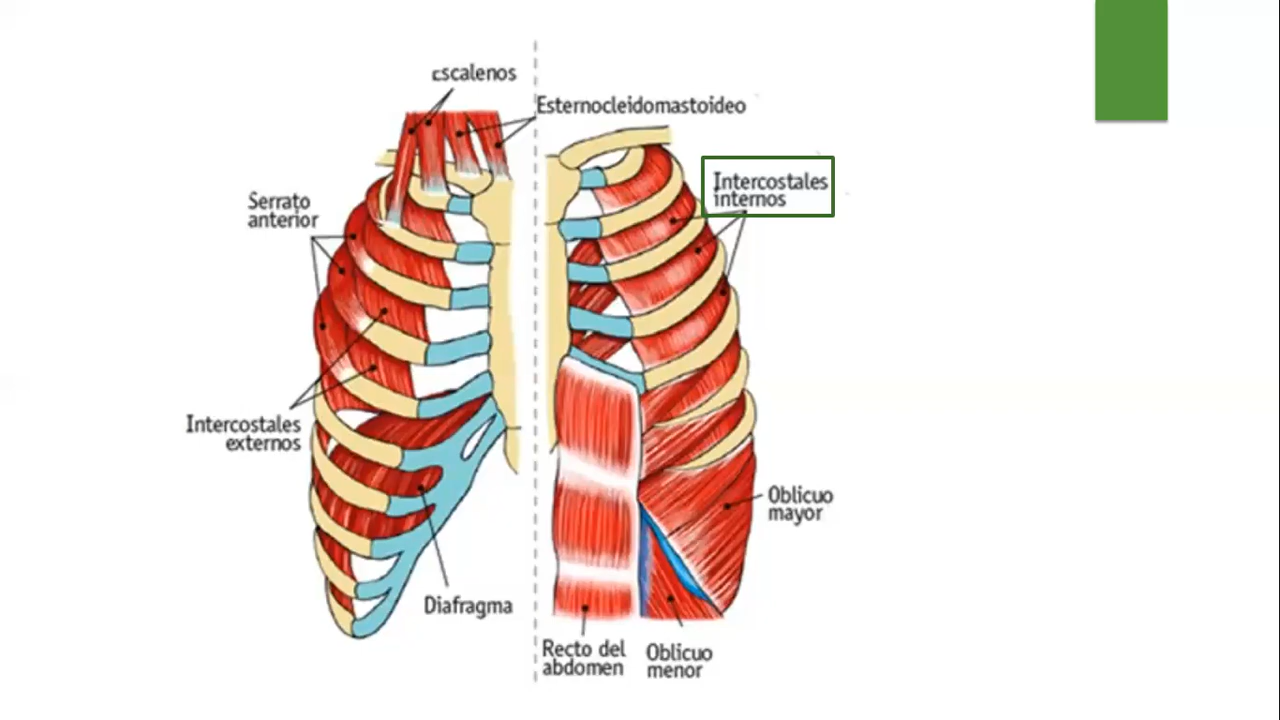 Escalenos
Esternocleidomastoideo
Serrato
anterior
Intercostales
internos
Intercostales
externos
Oblicuo
mayor
Diafragma
Recto del
abdomen
Oblicuo
menor